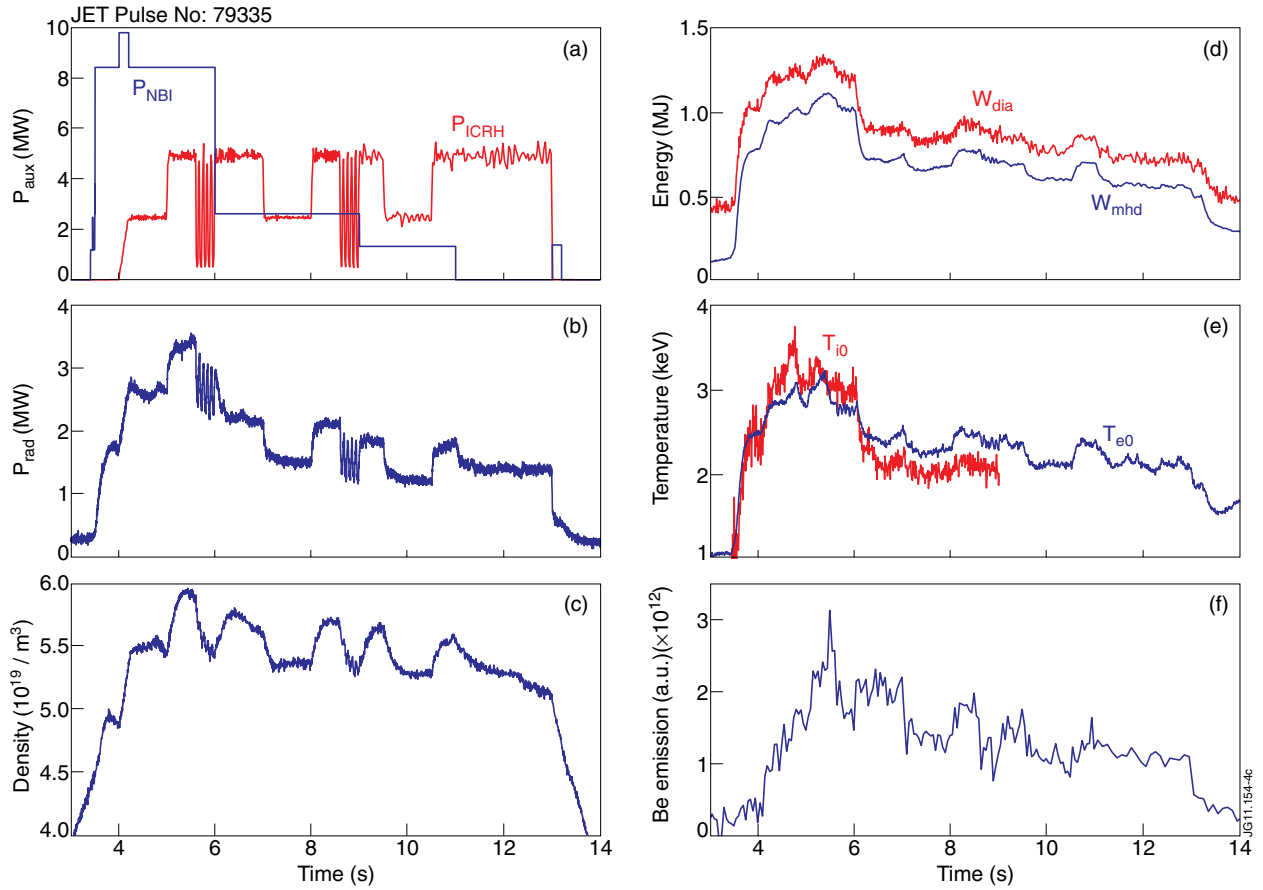 JET Pulse No: 79335
10
8
6
4
2
0
P_aux (MW)
(a)
P_NBI
P_ICRH
4
3
2
1
0
P_rad (MW)
(b)
6.0
5.5
5.0
4.5
4.0
Density (10^19 / m^3)
(c)
4 6 8 10 12 14
Time (s)
1.5
1.0
0.5
0
Energy (MJ)
(d)
W_dia
W_mhd
4
3
2
1
Temperature (keV)
(e)
T_i0
T_e0
3
2
1
0
Be emission (a.u.)(×10^12)
(f)
4 6 8 10 12 14
Time (s)
JG11.154-4c